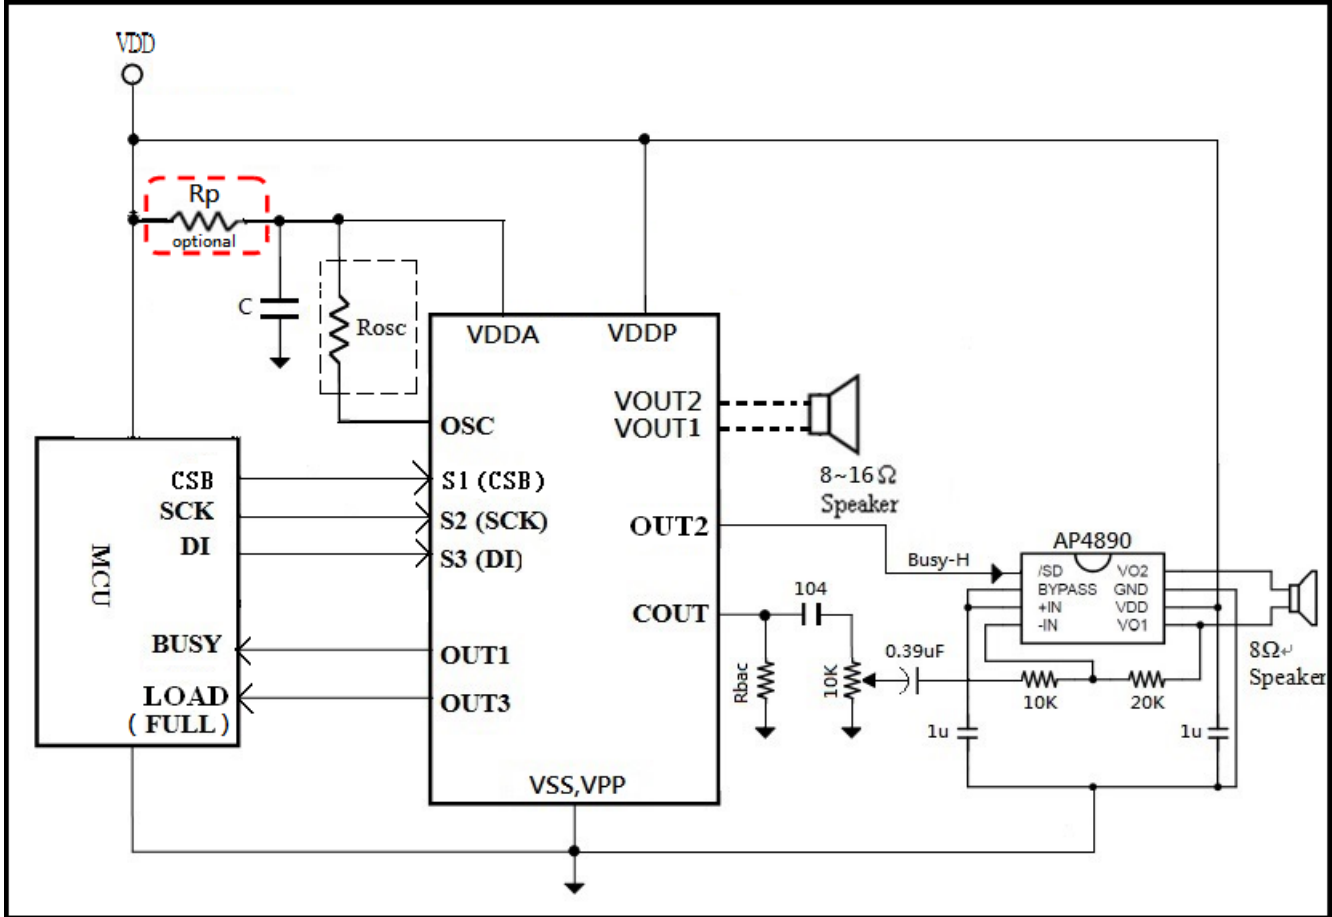 VDD
Rp
optional
C
Rosc
VDDA
VDDP
OSC
VOUT2
VOUT1
8~16Ω
Speaker
CSB
SCK
DI
MCU
BUSY
LOAD
( FULL )
S1 (CSB)
S2 (SCK)
S3 (DI)
OUT1
OUT3
OUT2
COUT
VSS,VPP
Busy-H
AP4890
/SD
BYPASS
+IN
-IN
VO2
GND
VDD
VO1
104
Rbac
10K
0.39uF
10K
20K
1u
1u
8Ω↵
Speaker